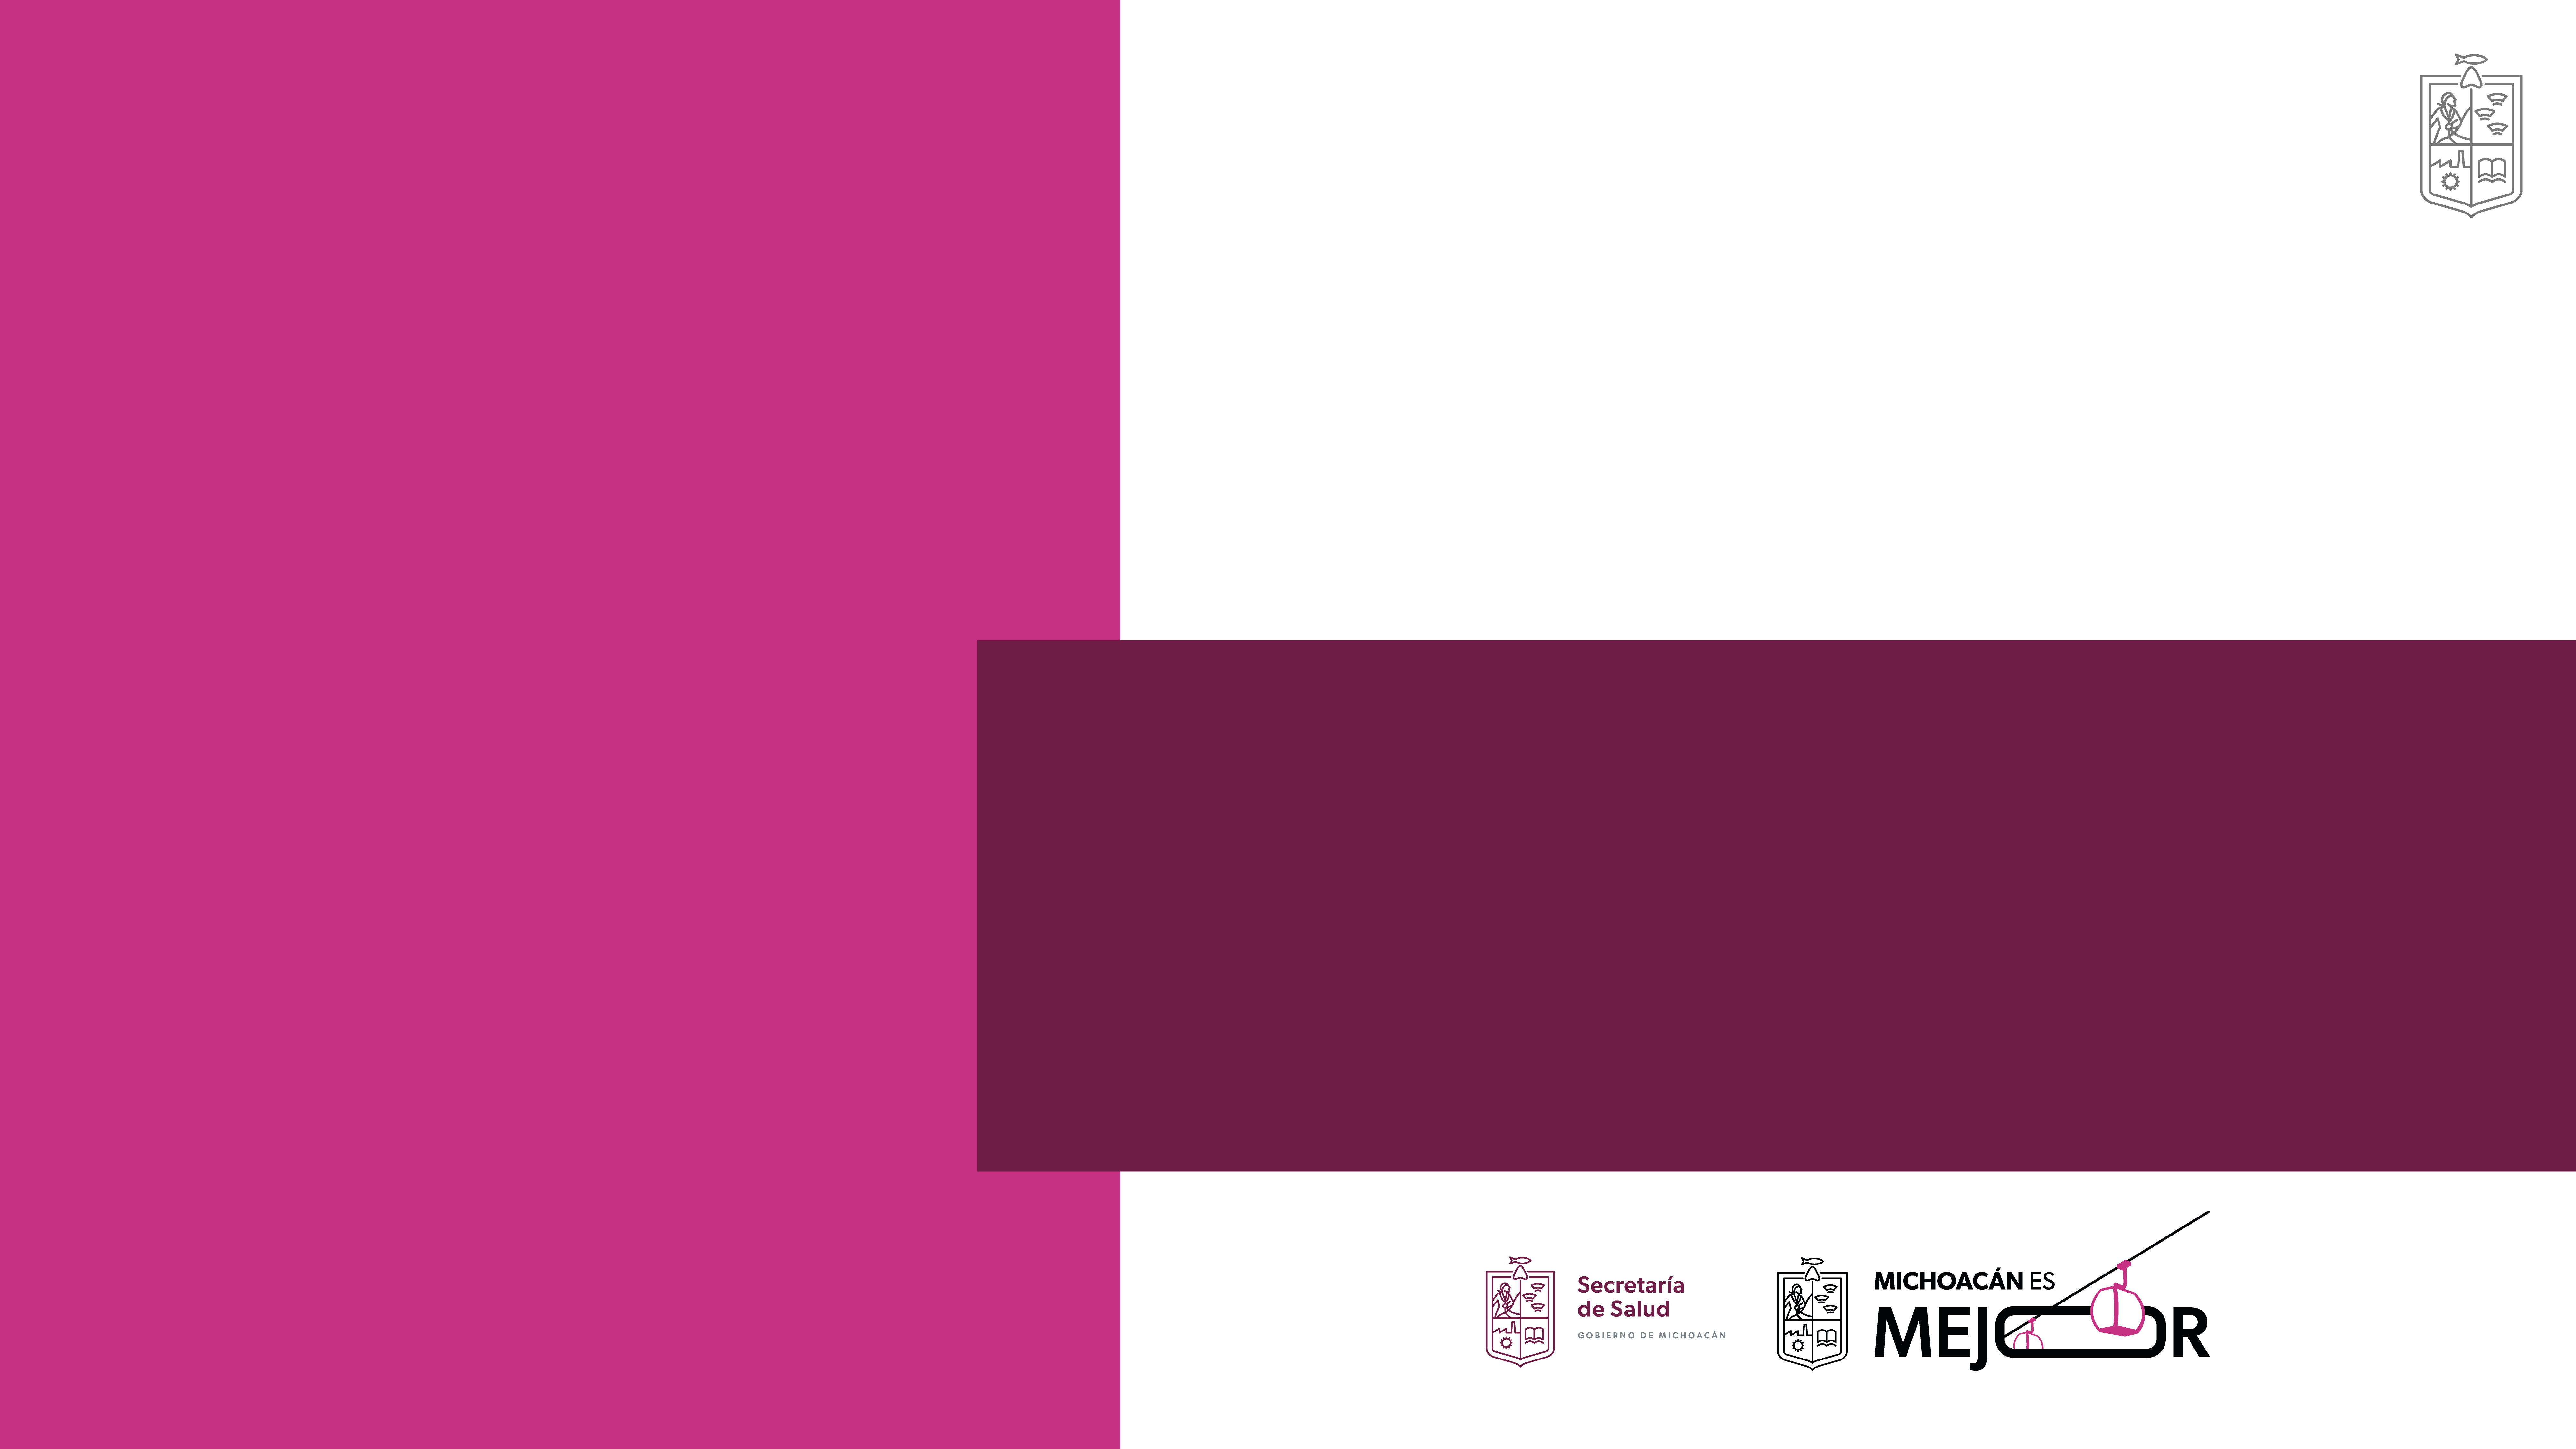 Secretaría
de Salud
GOBIERNO DE MICHOACÁN
MICHOACÁN ES
MEJOR